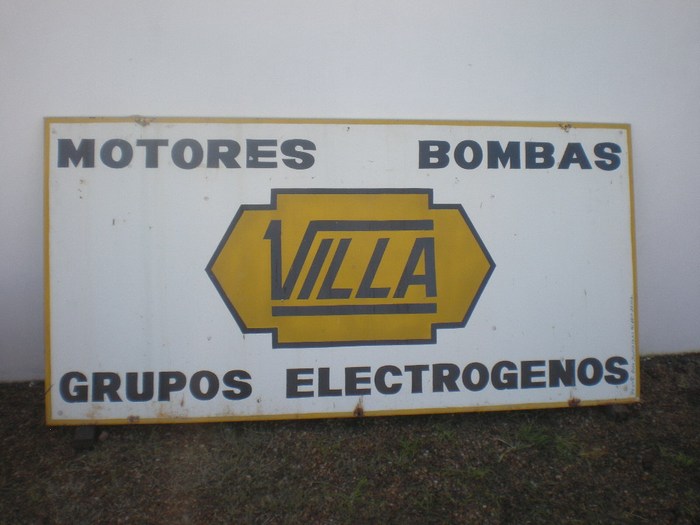 MOTORES BOMBAS
VILLA
GRUPOS ELECTROGENOS